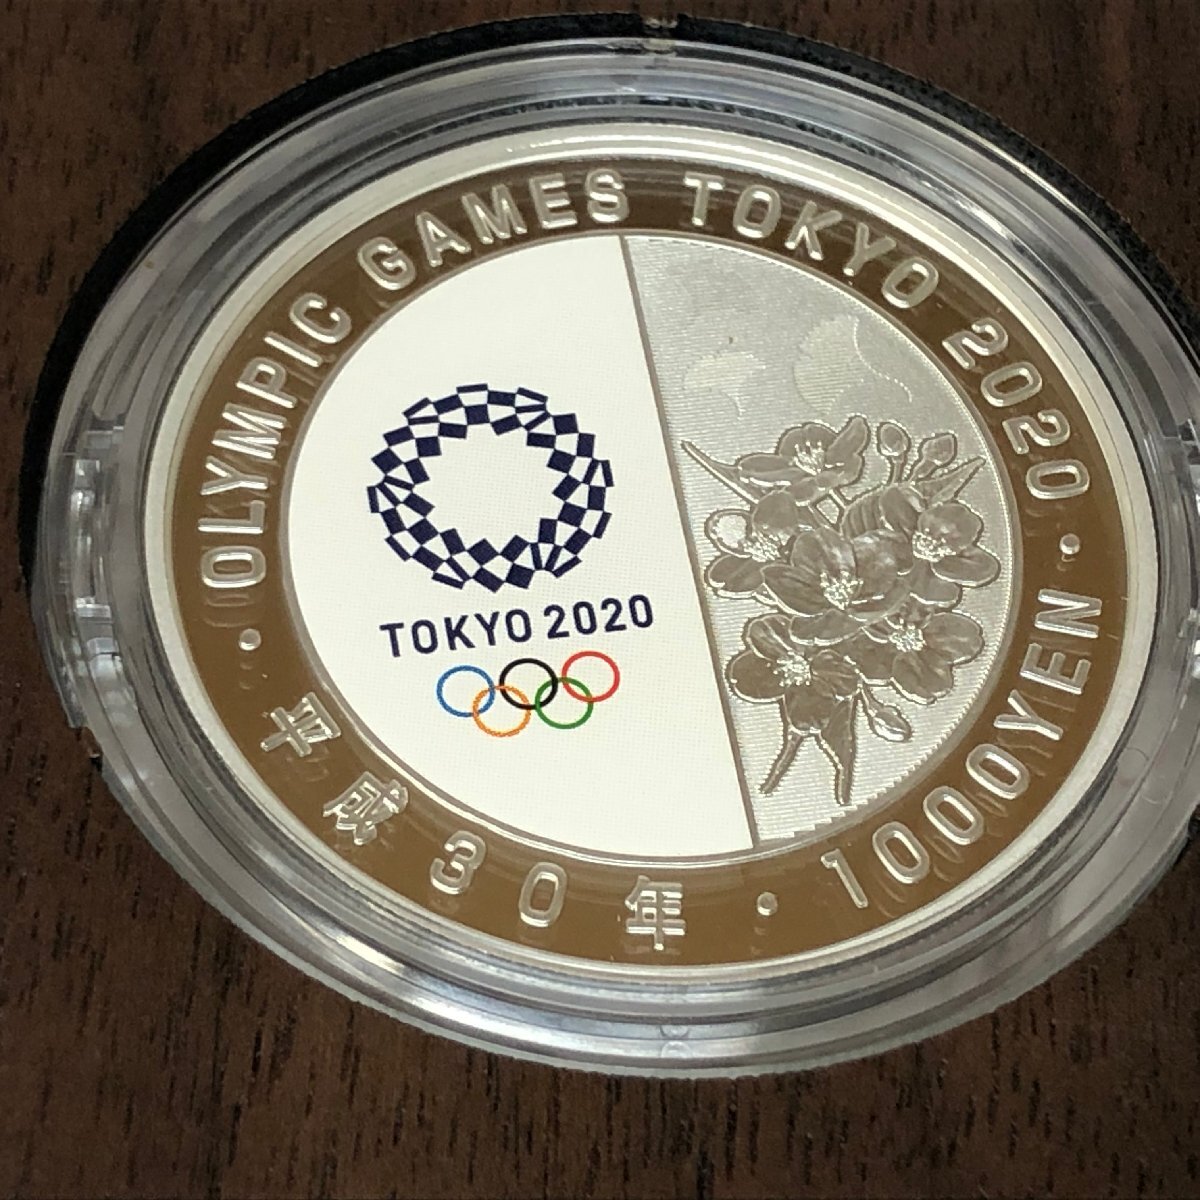 OLYMPIC GAMES TOKYO 2020
TOKYO 2020
平成30年・1000YEN